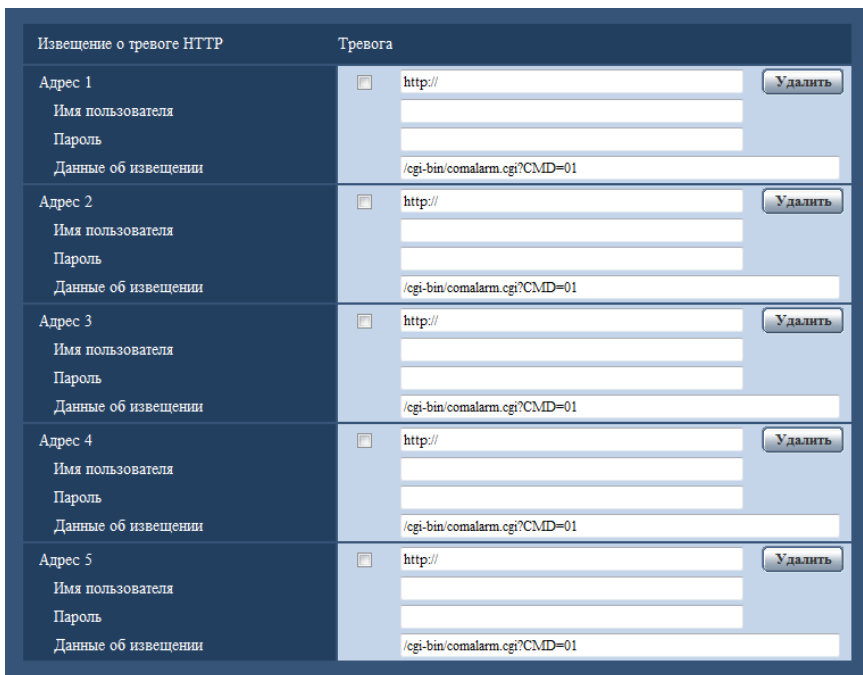 Извещение о тревоге HTTP Тревога
Адрес 1 http:// Удалить
Имя пользователя
Пароль
Данные об извещении /cgi-bin/comalarm.cgi?CMD=01
Адрес 2 http:// Удалить
Имя пользователя
Пароль
Данные об извещении /cgi-bin/comalarm.cgi?CMD=01
Адрес 3 http:// Удалить
Имя пользователя
Пароль
Данные об извещении /cgi-bin/comalarm.cgi?CMD=01
Адрес 4 http:// Удалить
Имя пользователя
Пароль
Данные об извещении /cgi-bin/comalarm.cgi?CMD=01
Адрес 5 http:// Удалить
Имя пользователя
Пароль
Данные об извещении /cgi-bin/comalarm.cgi?CMD=01